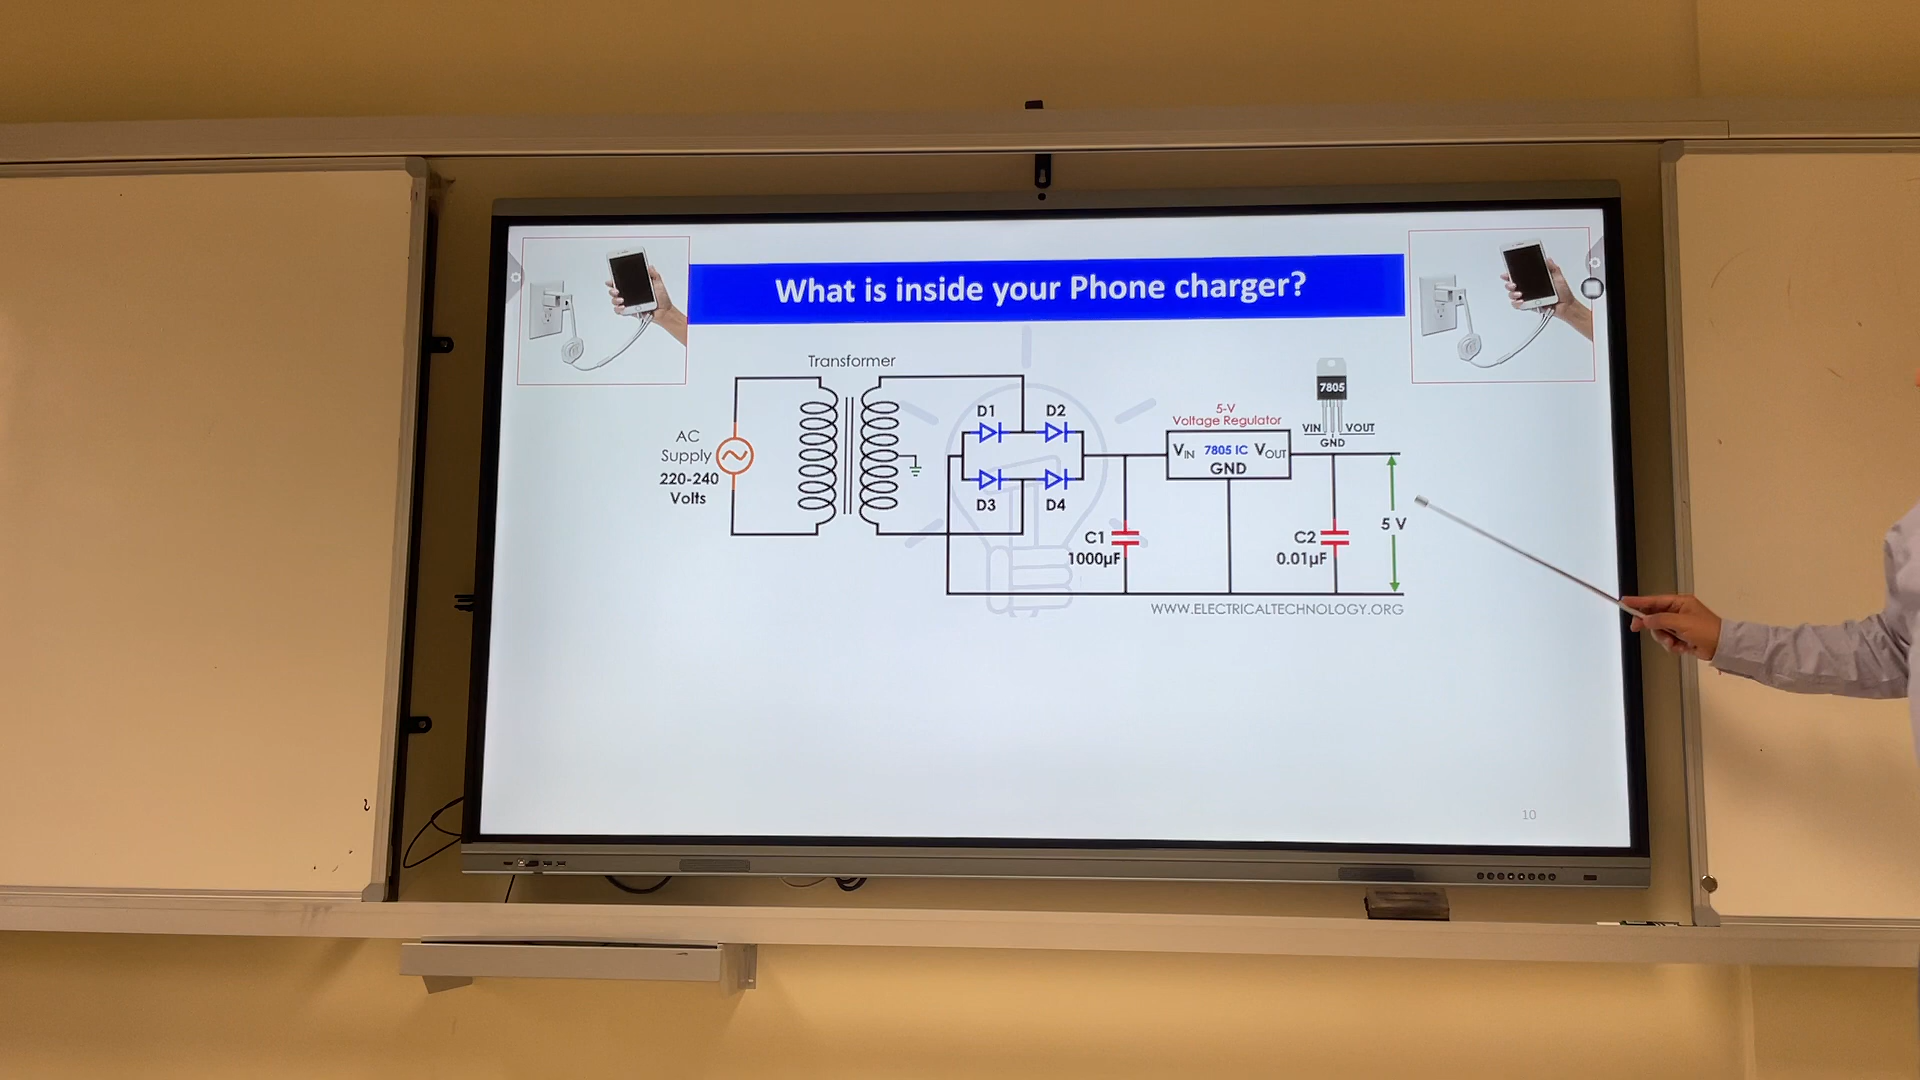 What is inside your Phone charger?
Transformer
AC
Supply
220-240
Volts
D1
D2
D3
D4
C1
1000µF
5-V
Voltage Regulator
VIN 7805 IC VOUT
GND
7805
VIN
VOUT
GND
C2
0.01µF
5 V
WWW.ELECTRICALTECHNOLOGY.ORG
10